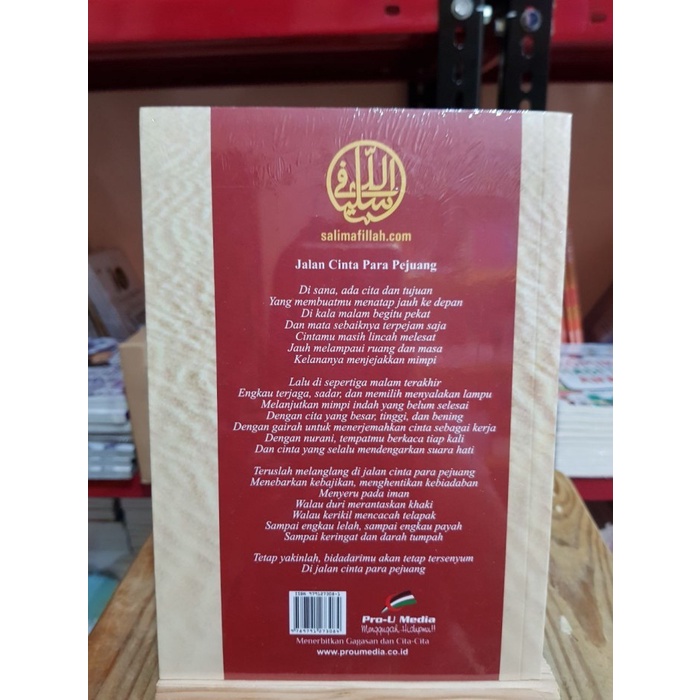 salimafillah.com
Jalan Cinta Para Pejuang
Di sana, ada cita dan tujuan
Yang membuatmu menatap jauh ke depan
Di kala malam begitu pekat
Dan mata sebaiknya terpejam saja
Cintamu masih lincah melesat
Jauh melampaui ruang dan masa
Kelananya menjejakkan mimpi
Lalu di sepertiga malam terakhir
Engkau terjaga, sadar, dan memilih menyalakan lampu
Melanjutkan mimpi indah yang belum selesai
Dengan cita yang besar, tinggi, dan bening
Dengan gairah untuk menerjemahkan cinta sebagai kerja
Dengan nurani, tempatmu berkaca tiap kali
Dan cinta yang selalu mendengarkan suara hati
Teruslah melanglang di jalan cinta para pejuang
Menebarkan kebajikan, menghentikan kebiadaban
Menyeru pada iman
Walau duri merantaskan khaki
Walau kerikil mencacah telapak
Sampai engkau lelah, sampai engkau payah
Sampai keringat dan darah tumpah
Tetap yakinlah, bidadarimu akan tetap tersenyum
Di jalan cinta para pejuang
Pro-U Media
Menggugah Hidupmu!!
Menerbitkan Gagasan dan Cita-Cita
www.proumedia.co.id